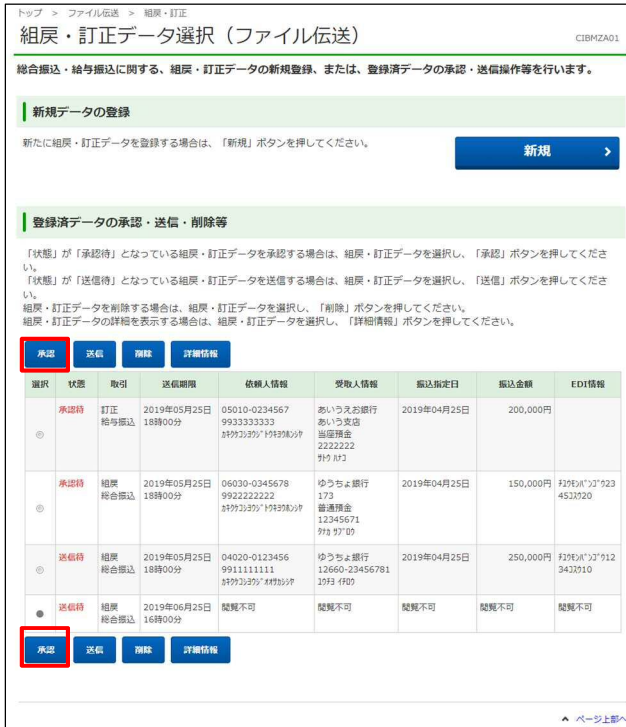 トップ > ファイル伝送 > 組戻・訂正
組戻・訂正データ選択（ファイル伝送）
CIBMZA01
総合振込・給与振込に関する、組戻・訂正データの新規登録、または、登録済データの承認・送信操作等を行います。
新規データの登録
新たに組戻・訂正データを登録する場合は、「新規」ボタンを押してください。
新規
登録済データの承認・送信・削除等
「状態」が「承認待」となっている組戻・訂正データを承認する場合は、組戻・訂正データを選択し、「承認」ボタンを押してくださ
い。
「状態」が「送信待」となっている組戻・訂正データを送信する場合は、組戻・訂正データを選択し、「送信」ボタンを押してくださ
い。
組戻・訂正データを削除する場合は、組戻・訂正データを選択し、「削除」ボタンを押してください。
組戻・訂正データの詳細を表示する場合は、組戻・訂正データを選択し、「詳細情報」ボタンを押してください。
承認 送信 削除 詳細情報
選択 状態 取引 送信期限 依頼人情報 受取人情報 振込指定日 振込金額 EDI情報
承認待 訂正 2019年05月25日 05010-0234567 あいうえお銀行 2019年04月25日 200,000円
給与振込 18時00分 9933333333 あいう支店
ｶｷｸｹｺｼﾖｳｼﾞﾄｳｷﾖｳﾎﾝｼﾔ 当座預金
2222222
ｻﾄｳ ﾊﾅｺ
承認待 組戻 2019年05月25日 06030-0345678 ゆうちょ銀行 2019年04月25日 150,000円 ﾁﾕｳﾓﾝﾊﾞﾝｺﾞｳ23
総合振込 18時00分 9922222222 173 45ｺｽｳ20
ｶｷｸｹｺｼﾖｳｼﾞﾄｳｷﾖｳﾎﾝｼﾔ 普通預金
12345671
ﾀﾅｶ ｻﾌﾞﾛｳ
送信待 組戻 2019年05月25日 04020-0123456 ゆうちょ銀行 2019年04月25日 250,000円 ﾁﾕｳﾓﾝﾊﾞﾝｺﾞｳ12
総合振込 18時00分 9911111111 12660-23456781 34ｺｽｳ10
ｶｷｸｹｺｼﾖｳｼﾞｵｵｻｶｼｼﾔ ﾕｳﾁﾖ ｲﾁﾛｳ
送信待 組戻 2019年06月25日 閲覧不可 閲覧不可 閲覧不可 閲覧不可 閲覧不可
総合振込 16時00分
承認 送信 削除 詳細情報
ページ上部へ